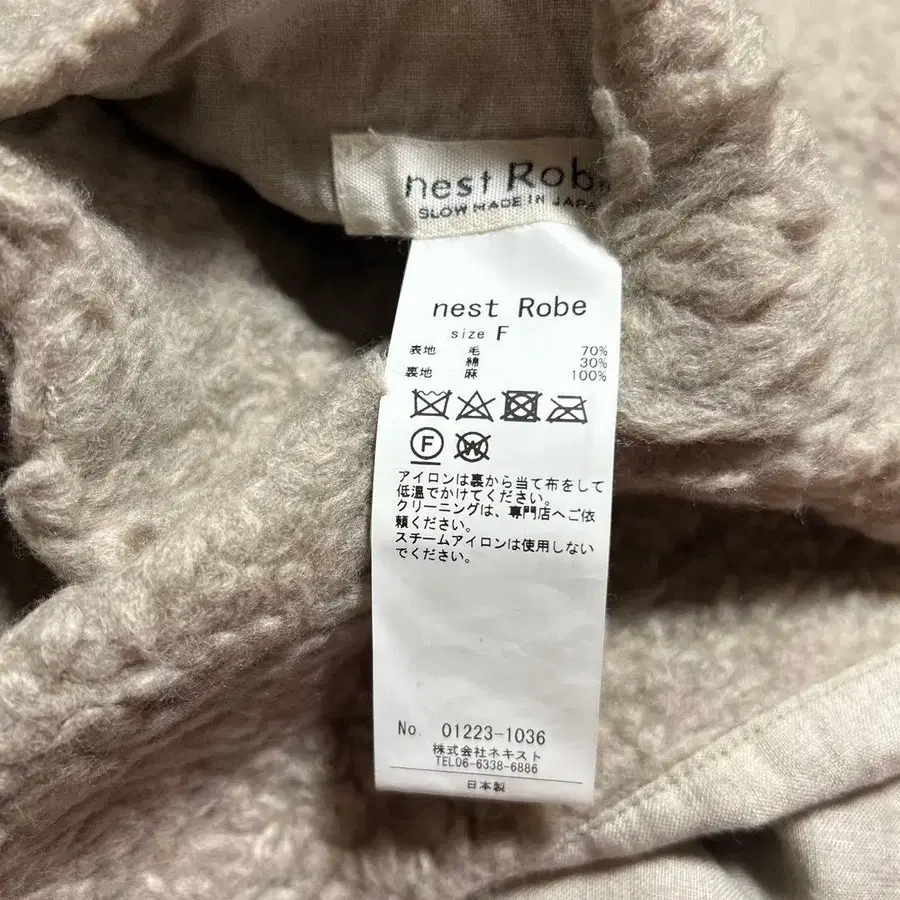 nest Robe
SLOW MADE IN JAPA
nest Robe
size F
表地 毛 70%
綿 30%
裏地 麻 100%
F W
アイロンは裏から当て布をして
低温でかけてください。
クリーニングは、専門店へご依
頼ください。
スチームアイロンは使用しない
でください。
No. 01223-1036
株式会社ネキスト
TEL06-6338-6886
日本製